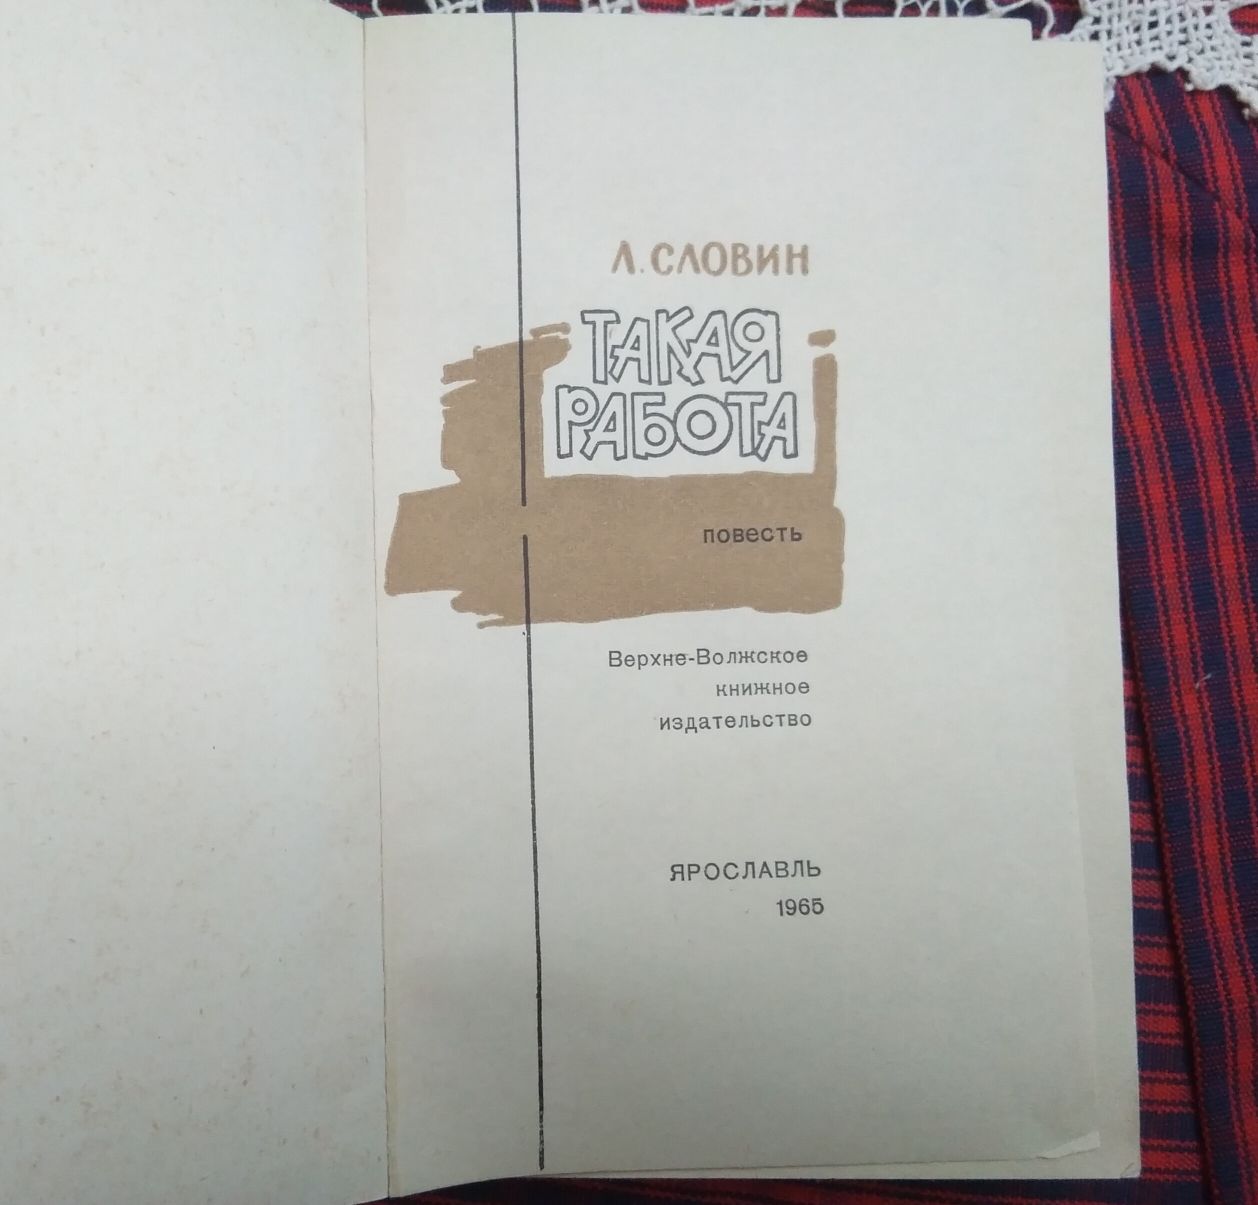 Л. СЛОВИН
ТАКАЯ
РАБОТА
повесть
Верхне-Волжское
книжное
издательство
ЯРОСЛАВЛЬ
1965